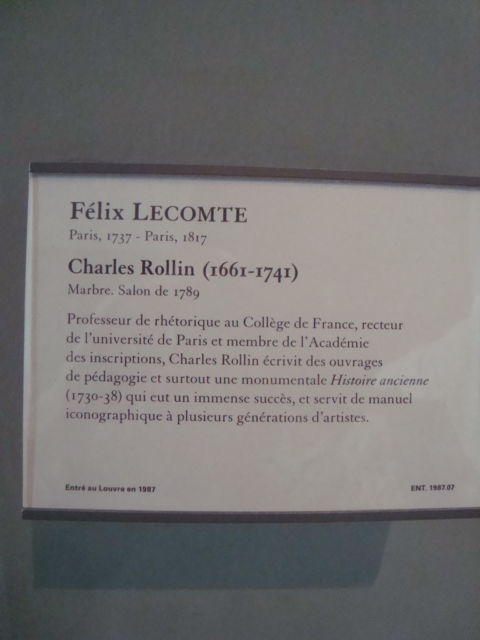 Félix LECOMTE
Paris, 1737 - Paris, 1817
Charles Rollin (1661-1741)
Marbre. Salon de 1789
Professeur de rhétorique au Collège de France, recteur
de l'université de Paris et membre de l'Académie
des inscriptions, Charles Rollin écrivit des ouvrages
de pédagogie et surtout une monumentale Histoire ancienne
(1730-38) qui eut un immense succès, et servit de manuel
iconographique à plusieurs générations d'artistes.
Entré au Louvre en 1987
ENT. 1987.07